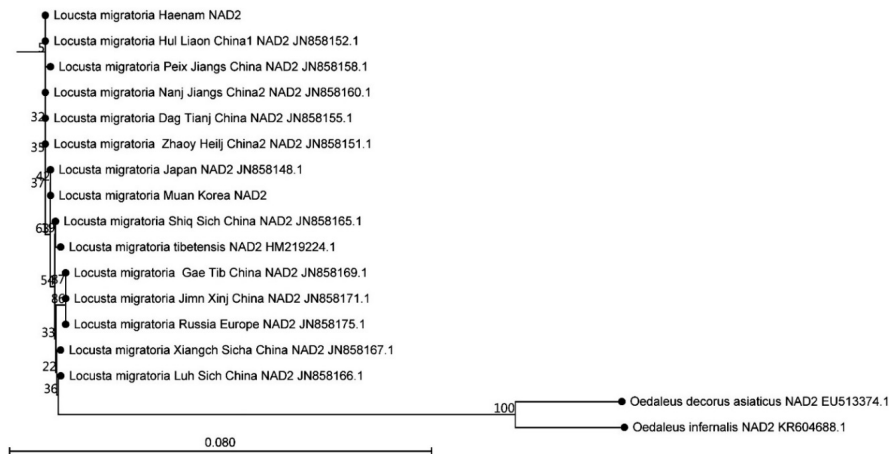 Loucsta migratoria Haenam NAD2
Locusta migratoria Hul Liaon China1 NAD2 JN858152.1
5
Locusta migratoria Peix Jiangs China NAD2 JN858158.1
Locusta migratoria Nanj Jiangs China2 NAD2 JN858160.1
32
Locusta migratoria Dag Tianj China NAD2 JN858155.1
35
Locusta migratoria Zhaoy Heilj China2 NAD2 JN858151.1
Locusta migratoria Japan NAD2 JN858148.1
37
Locusta migratoria Muan Korea NAD2
Locusta migratoria Shiq Sich China NAD2 JN858165.1
Locusta migratoria tibetensis NAD2 HM219224.1
Locusta migratoria Gae Tib China NAD2 JN858169.1
54
87
86
Locusta migratoria Jimn Xinj China NAD2 JN858171.1
Locusta migratoria Russia Europe NAD2 JN858175.1
33
Locusta migratoria Xiangch Sicha China NAD2 JN858167.1
22
Locusta migratoria Luh Sich China NAD2 JN858166.1
36
Oedaleus decorus asiaticus NAD2 EU513374.1
100
Oedaleus infernalis NAD2 KR604688.1
0.080